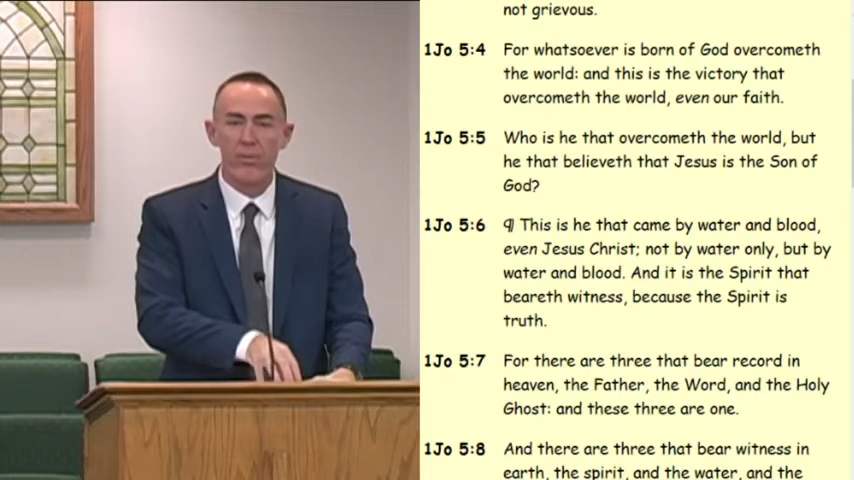 not grievous.
1Jo 5:4 For whatsoever is born of God overcometh
the world: and this is the victory that
overcometh the world, even our faith.
1Jo 5:5 Who is he that overcometh the world, but
he that believeth that Jesus is the Son of
God?
1Jo 5:6 ¶ This is he that came by water and blood,
even Jesus Christ; not by water only, but by
water and blood. And it is the Spirit that
beareth witness, because the Spirit is
truth.
1Jo 5:7 For there are three that bear record in
heaven, the Father, the Word, and the Holy
Ghost: and these three are one.
1Jo 5:8 And there are three that bear witness in
earth, the spirit, and the water, and the